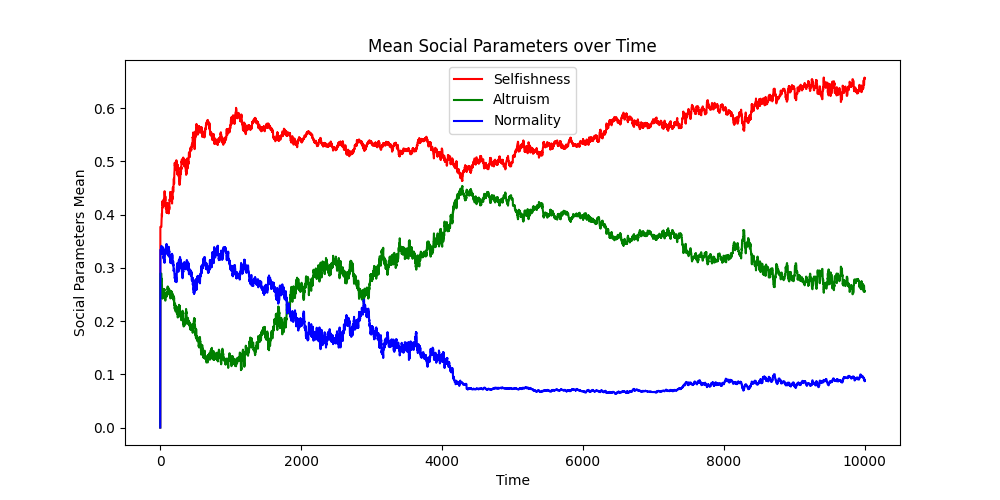 Mean Social Parameters over Time
Selfishness
Altruism
Normality
Social Parameters Mean
0.6
0.5
0.4
0.3
0.2
0.1
0.0
0 2000 4000 6000 8000 10000
Time